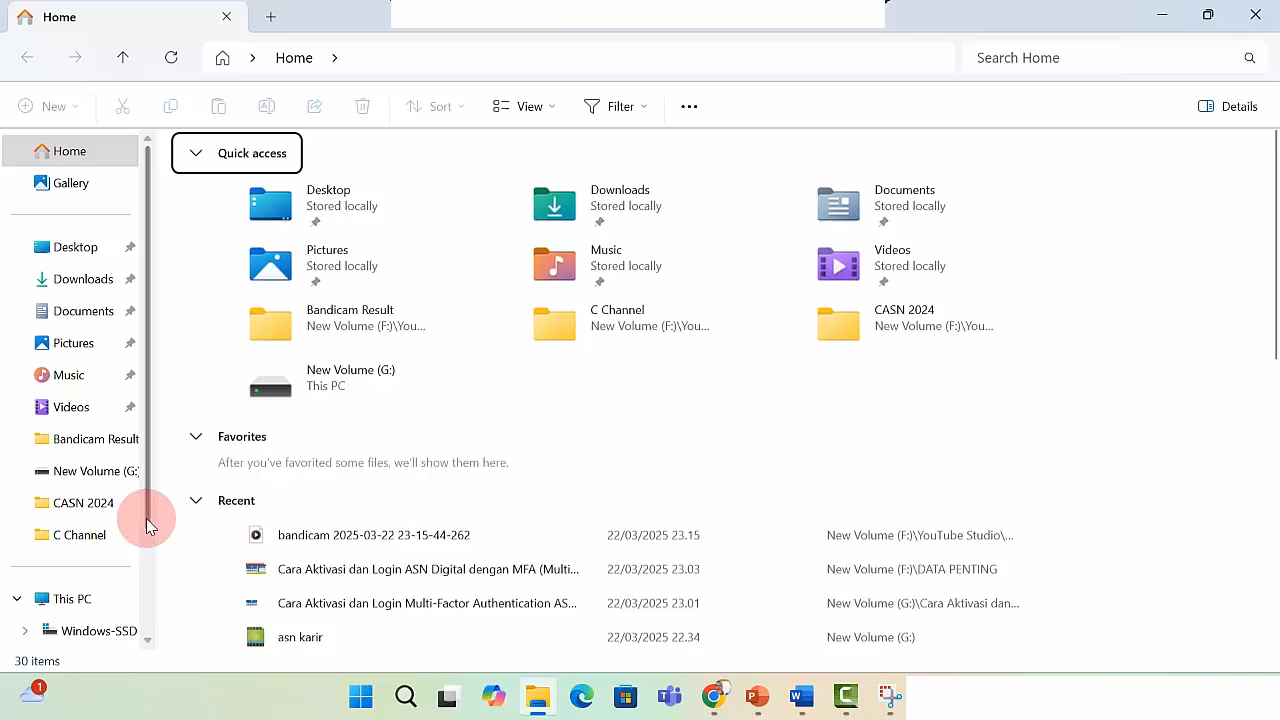 Home
Home
Search Home
New
Sort
View
Filter
Details
Home
Gallery
Desktop
Downloads
Documents
Pictures
Music
Videos
Bandicam Result
New Volume (G:)
CASN 2024
C Channel
This PC
Windows-SSD
30 items
Quick access
Desktop
Stored locally
Downloads
Stored locally
Documents
Stored locally
Pictures
Stored locally
Music
Stored locally
Videos
Stored locally
Bandicam Result
New Volume (F:)\You...
C Channel
New Volume (F:)\You...
CASN 2024
New Volume (F:)\You...
New Volume (G:)
This PC
Favorites
After you've favorited some files, we'll show them here.
Recent
bandicam 2025-03-22 23-15-44-262 22/03/2025 23.15 New Volume (F:)\YouTube Studio\...
Cara Aktivasi dan Login ASN Digital dengan MFA (Multi... 22/03/2025 23.03 New Volume (F:)\DATA PENTING
Cara Aktivasi dan Login Multi-Factor Authentication AS... 22/03/2025 23.01 New Volume (G:)\Cara Aktivasi dan...
asn karir 22/03/2025 22.34 New Volume (G:)
1